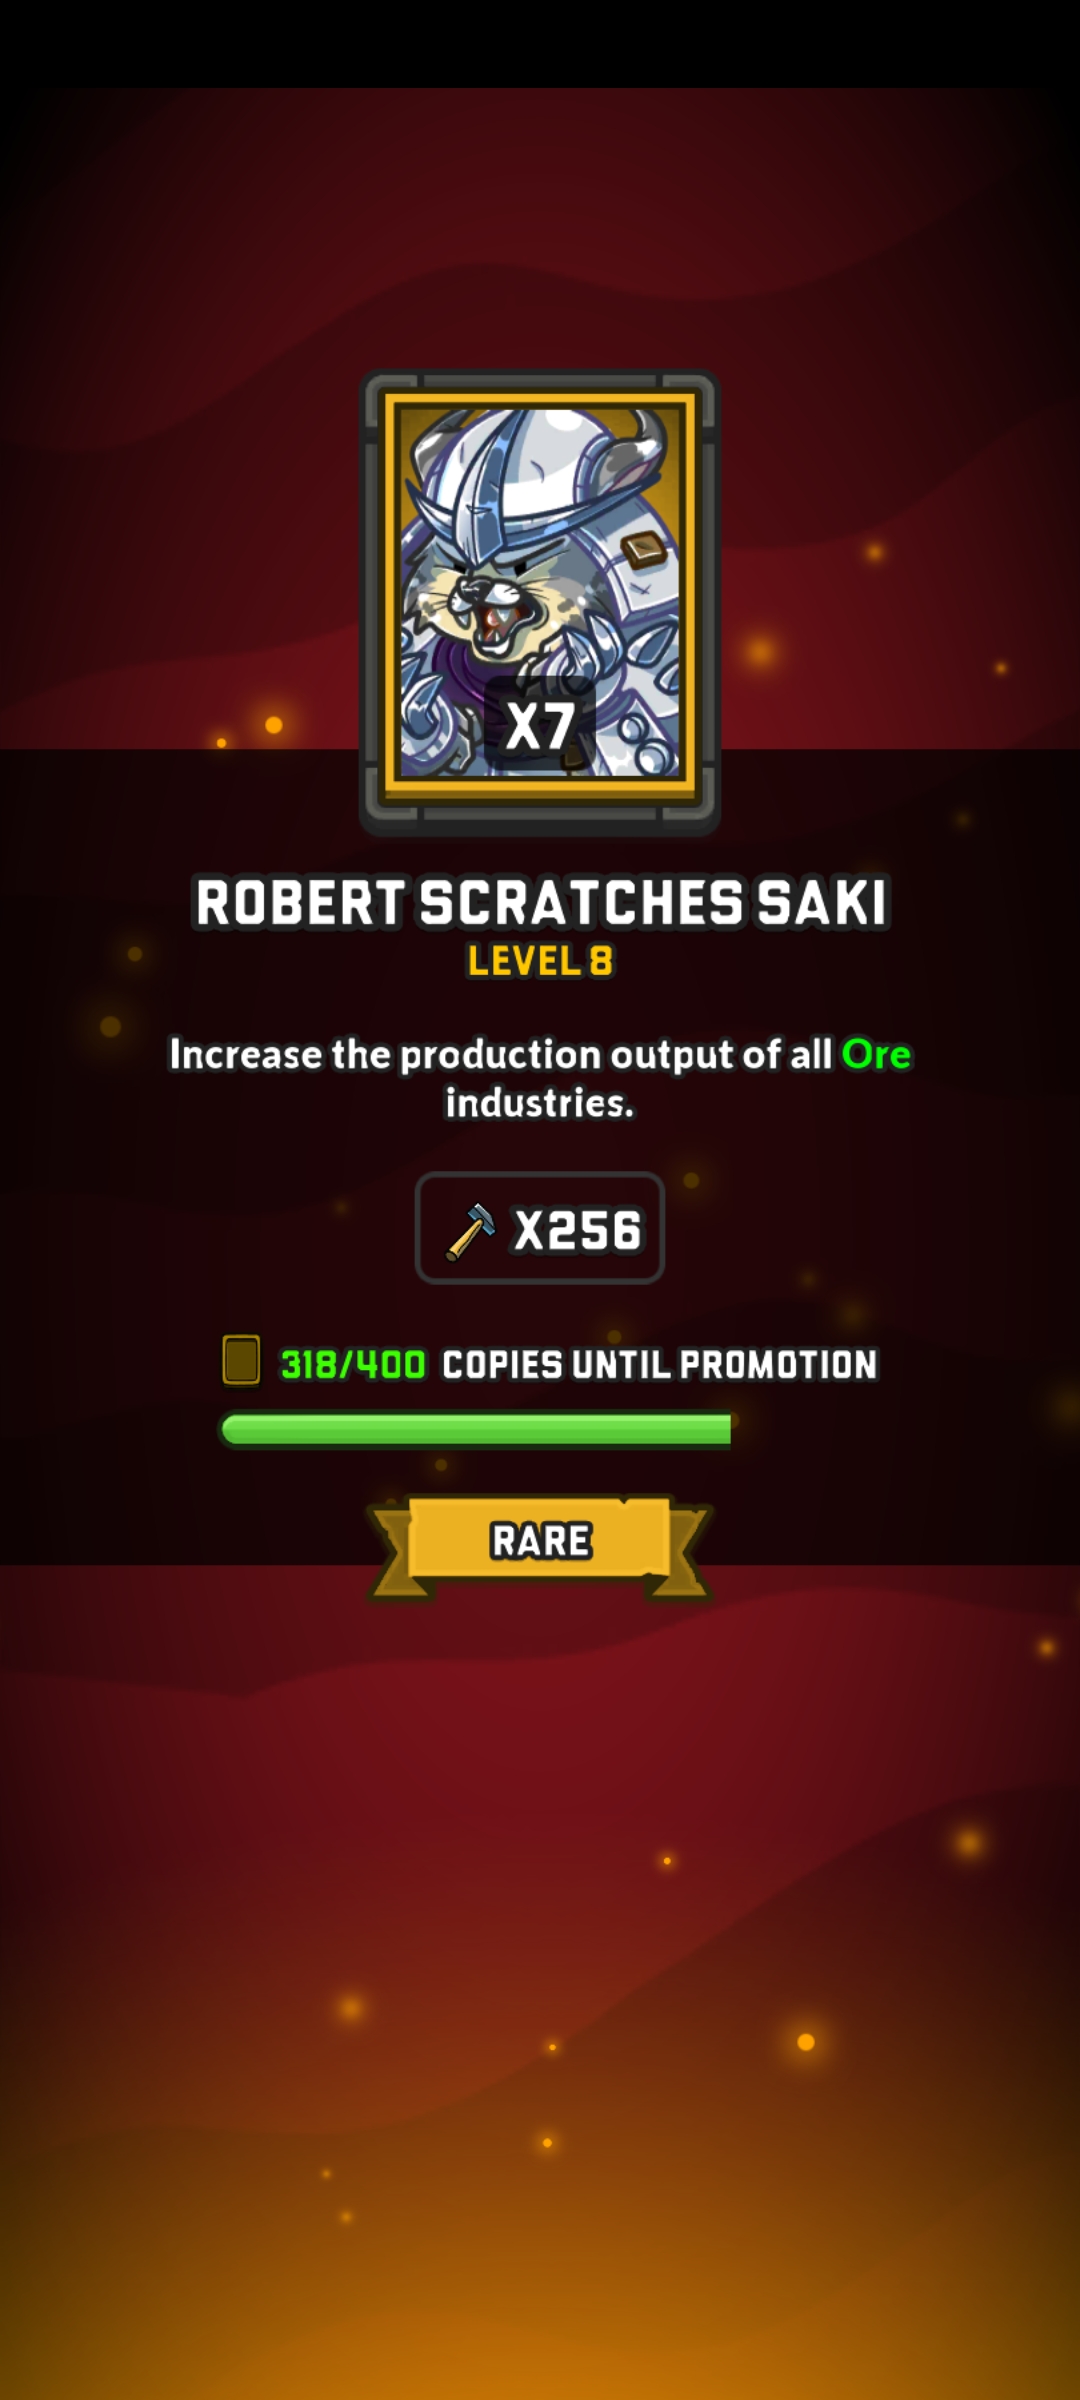 X7
ROBERT SCRATCHES SAKI
LEVEL 8
Increase the production output of all Ore
industries.
X256
318/400 COPIES UNTIL PROMOTION
RARE